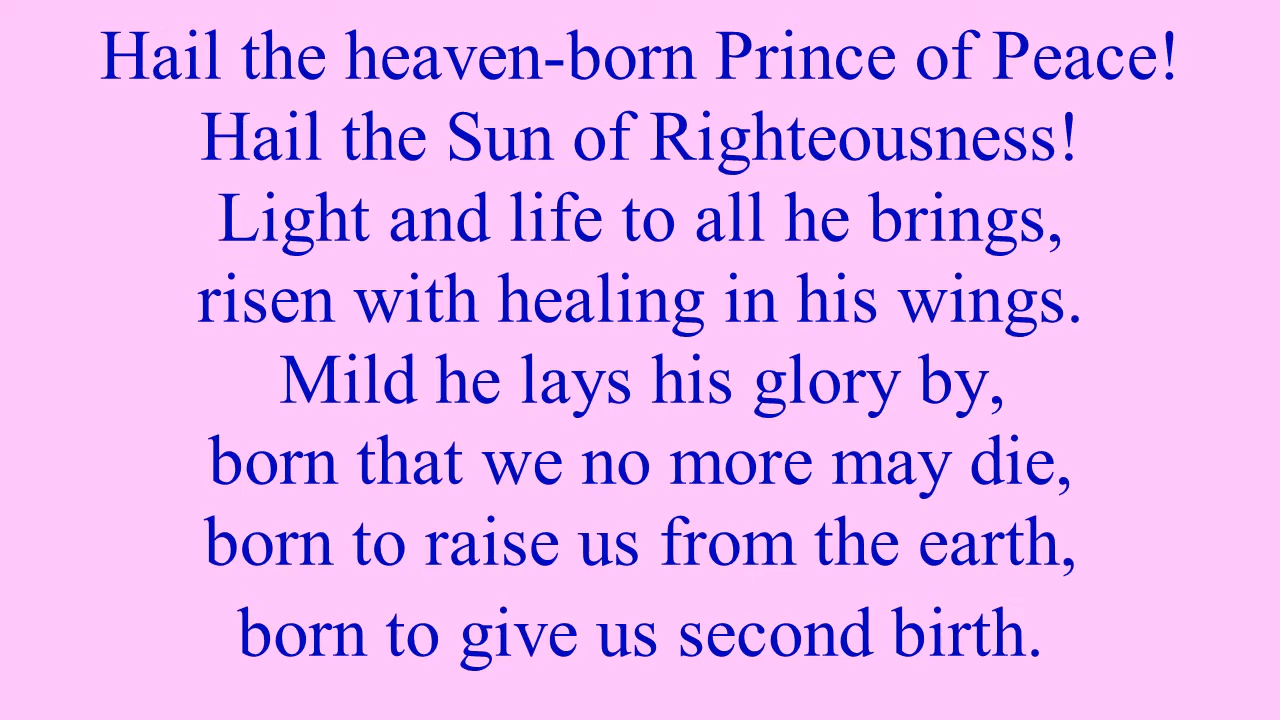 Hail the heaven-born Prince of Peace!
Hail the Sun of Righteousness!
Light and life to all he brings,
risen with healing in his wings.
Mild he lays his glory by,
born that we no more may die,
born to raise us from the earth,
born to give us second birth.